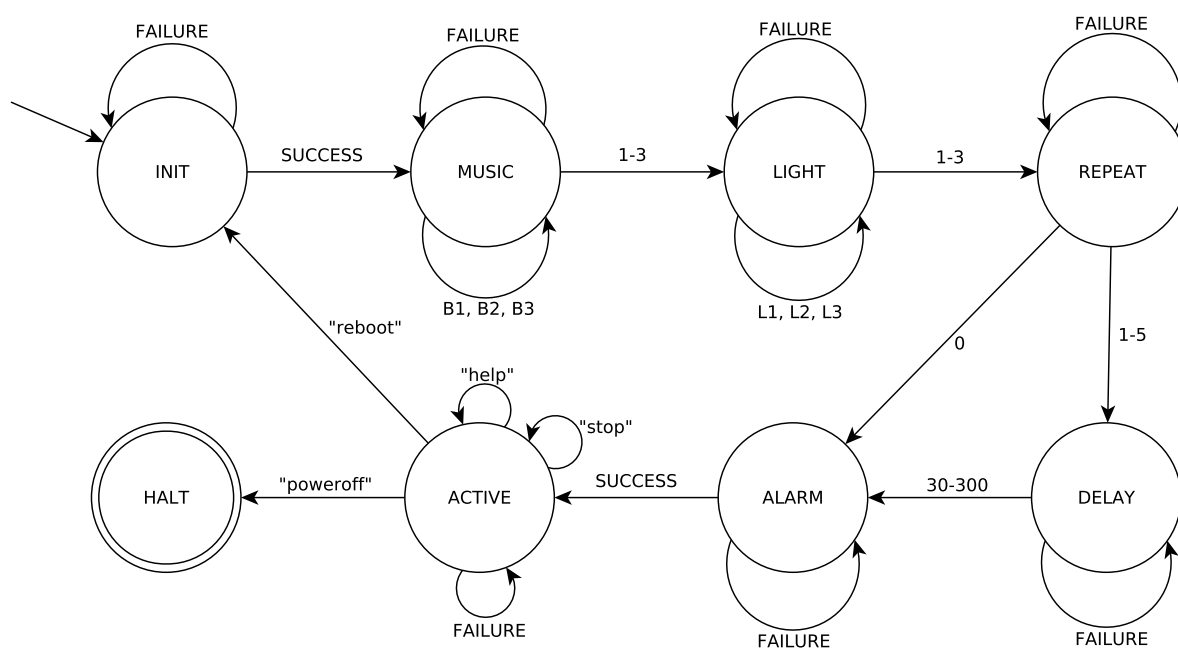 FAILURE
FAILURE
FAILURE
FAILURE
INIT
SUCCESS
MUSIC
1-3
LIGHT
1-3
REPEAT
B1, B2, B3
L1, L2, L3
"reboot"
0
1-5
"help"
"stop"
HALT
"poweroff"
ACTIVE
SUCCESS
ALARM
30-300
DELAY
FAILURE
FAILURE
FAILURE